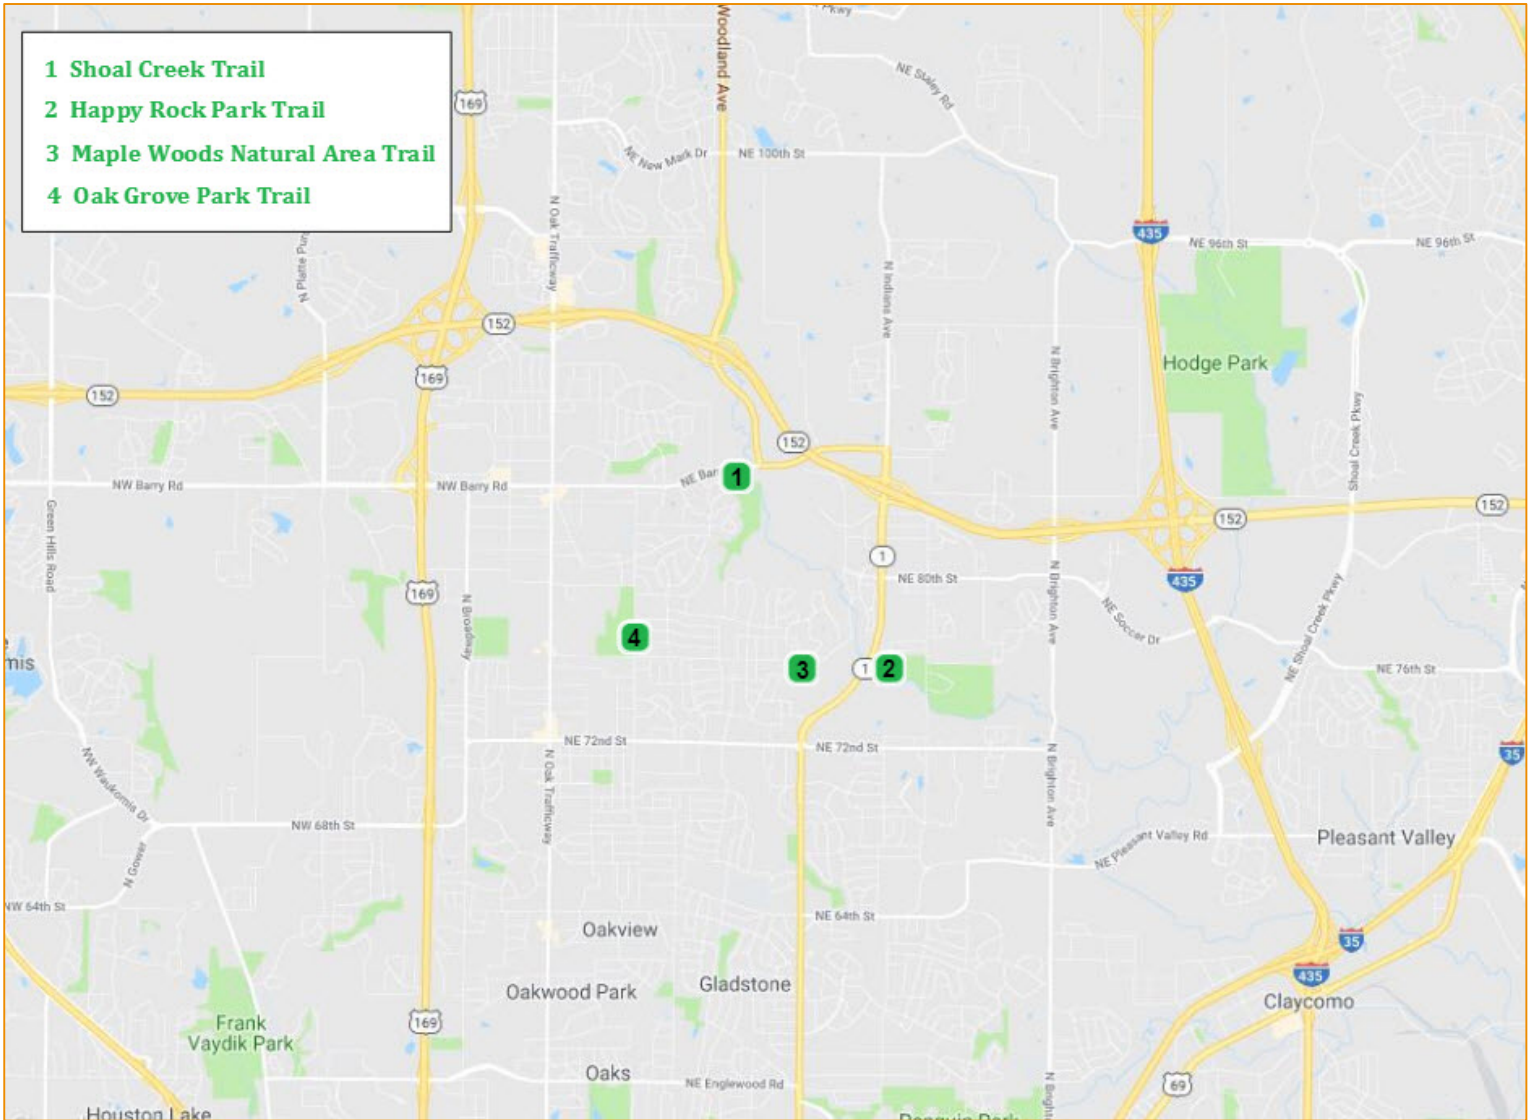 1 Shoal Creek Trail
2 Happy Rock Park Trail
3 Maple Woods Natural Area Trail
4 Oak Grove Park Trail
Woodland Ave
Pkwy
NE Staley Rd
169
NE New Mark Dr
NE 100th St
N Oak Trafficway
435
NE 96th St
NE 96th St
N Indiana Ave
152
169
152
Hodge Park
N Brighton Ave
Shoal Creek Pkwy
152
NW Barry Rd
NW Barry Rd
1
152
152
Green Hills Road
1
NE 80th St
435
169
N Broadway
N Brighton Ave
NE Soccer Dr
NE Shoal Creek Pkwy
4
mis
3
1
2
NE 76th St
NE 72nd St
NE 72nd St
35
N Oak Trafficway
N Brighton Ave
NW Waukomis Dr
NW 68th St
NE Pleasant Valley Rd
Pleasant Valley
N Gower
NW 64th St
NE 64th St
Oakview
35
435
Gladstone
Oakwood Park
Claycomo
169
Frank
Vaydik Park
Oaks
NE Englewood Rd
69
Houston Lake